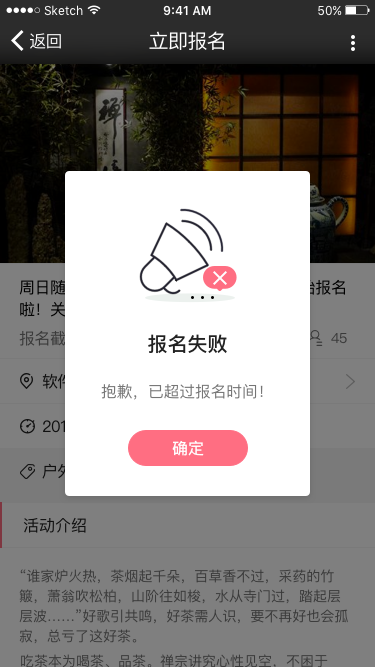 Sketch 9:41 AM 50%
返回 立即报名
周日随 始报名
啦！关
报名截 45
软件
201
户外
报名失败
抱歉，已超过报名时间！
确定
活动介绍
“谁家炉火热，茶烟起千朵，百草香不过，采药的竹
篾，萧翁吹松柏，山阶往如梭，水从寺门过，踏起层
层波……”好歌引共鸣，好茶需人识，要不再好也会孤
寂，总亏了这好茶。
吃茶本为喝茶、品茶。禅宗讲究心性见空，不困于